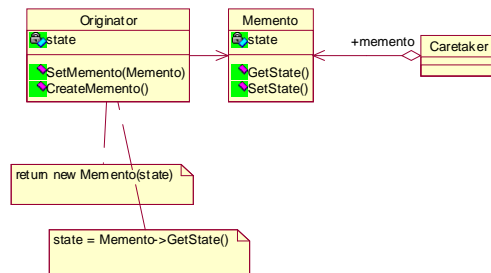 Originator
state
SetMemento(Memento)
CreateMemento()
Memento
state
GetState()
SetState()
+memento
Caretaker
return new Memento(state)
state = Memento->GetState()